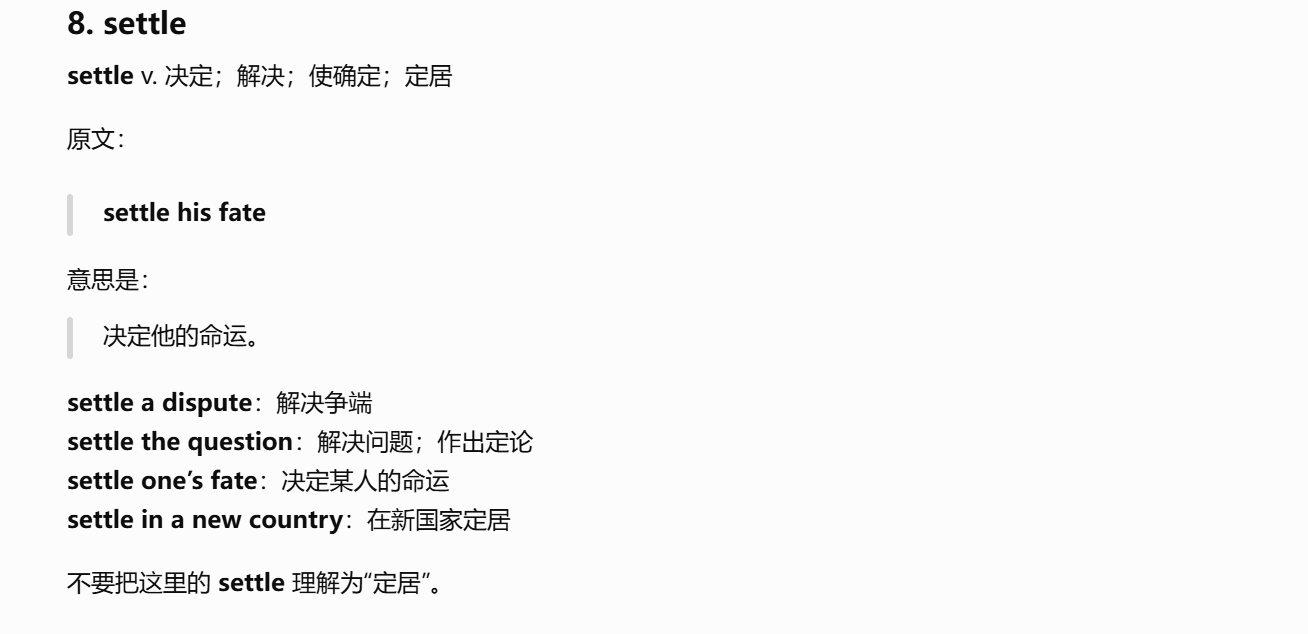 8. settle
settle v. 决定；解决；使确定；定居
原文：
settle his fate
意思是：
决定他的命运。
settle a dispute：解决争端
settle the question：解决问题；作出定论
settle one’s fate：决定某人的命运
settle in a new country：在新国家定居
不要把这里的 settle 理解为“定居”。